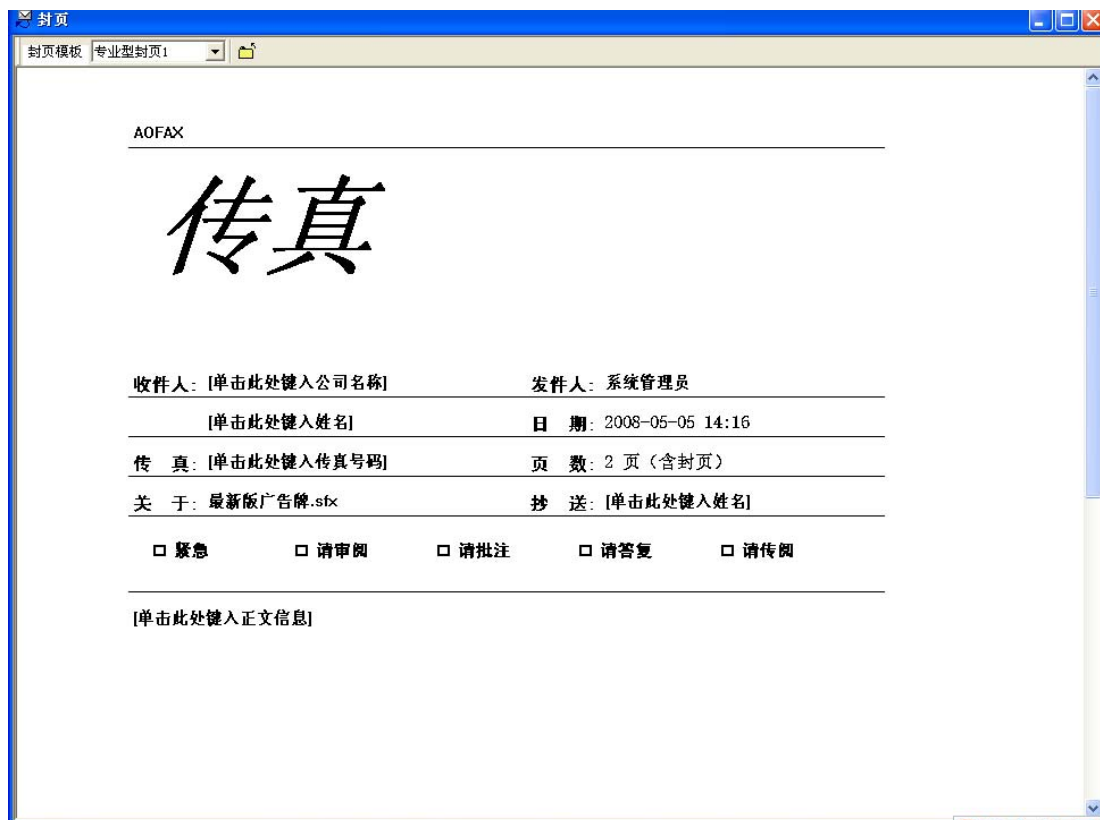 封页
封页模板 专业型封页1
AOFAX
传真
收件人: [单击此处键入公司名称] 发件人: 系统管理员
[单击此处键入姓名] 日 期: 2008-05-05 14:16
传 真: [单击此处键入传真号码] 页 数: 2 页（含封页）
关 于: 最新版广告牌.sfx 抄 送: [单击此处键入姓名]
紧急 请审阅 请批注 请答复 请传阅
[单击此处键入正文信息]